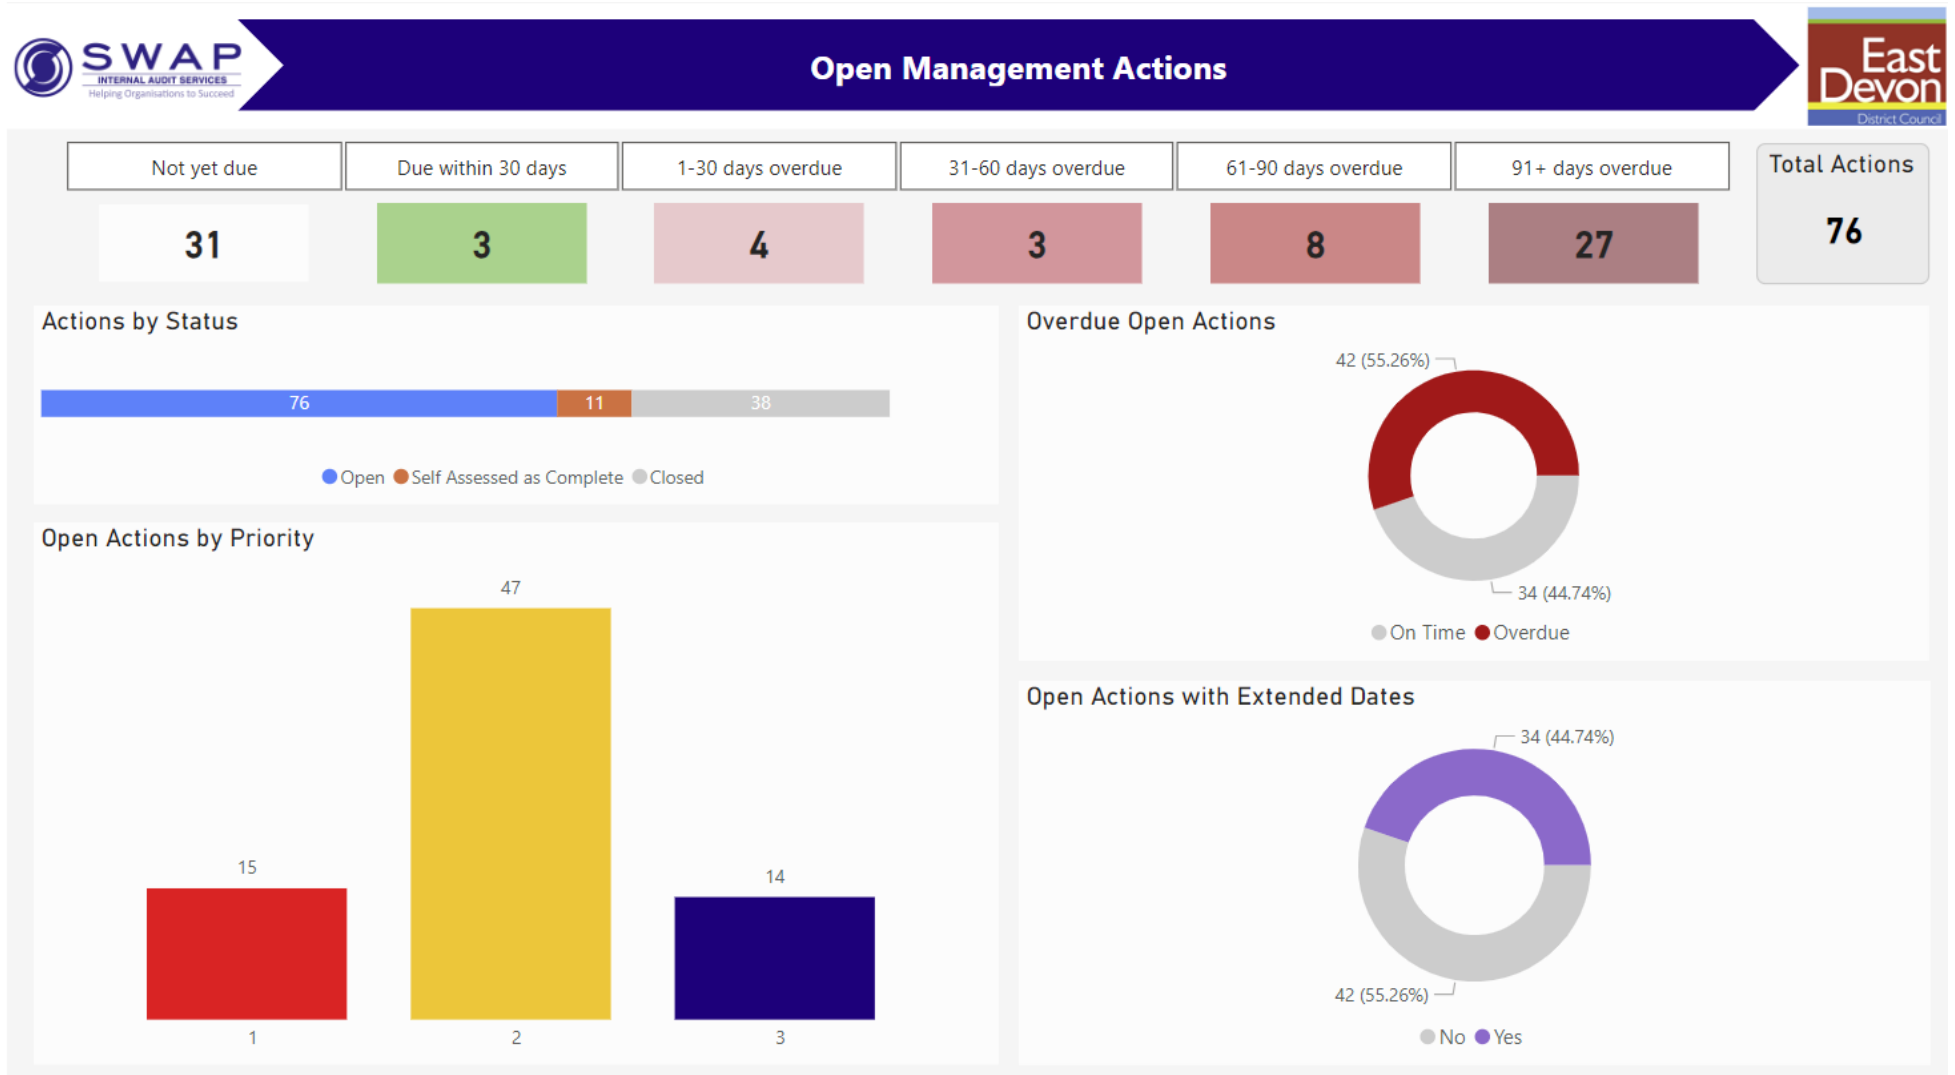 SWAP
INTERNAL AUDIT SERVICES
Helping Organisations to Succeed
Open Management Actions
East
Devon
District Council
Not yet due
Due within 30 days
1-30 days overdue
31-60 days overdue
61-90 days overdue
91+ days overdue
Total Actions
31
3
4
3
8
27
76
Actions by Status
76
11
38
Open
Self Assessed as Complete
Closed
Overdue Open Actions
42 (55.26%)
34 (44.74%)
On Time
Overdue
Open Actions by Priority
47
15
14
1
2
3
Open Actions with Extended Dates
34 (44.74%)
42 (55.26%)
No
Yes